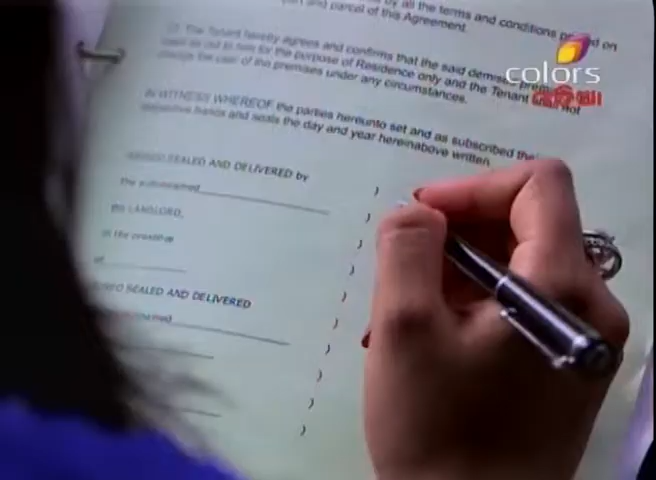 by all the terms and conditions
part and parcel of this Agreement.
The Tenant hereby agrees and confirms that the said demised
for the purpose of Residence only and the Tenant shall not
change the user of the premises under any circumstances.
IN WITNESS WHEREOF the parties hereunto set and as subscribed
respective hands and seals the day and year hereinabove written.
SIGNED SEALED AND DELIVERED by
the withinnamed
the LANDLORD,
in the presence
of
SEALED AND DELIVERED
)
)
)
)
)
)
)
)
)
)
colors